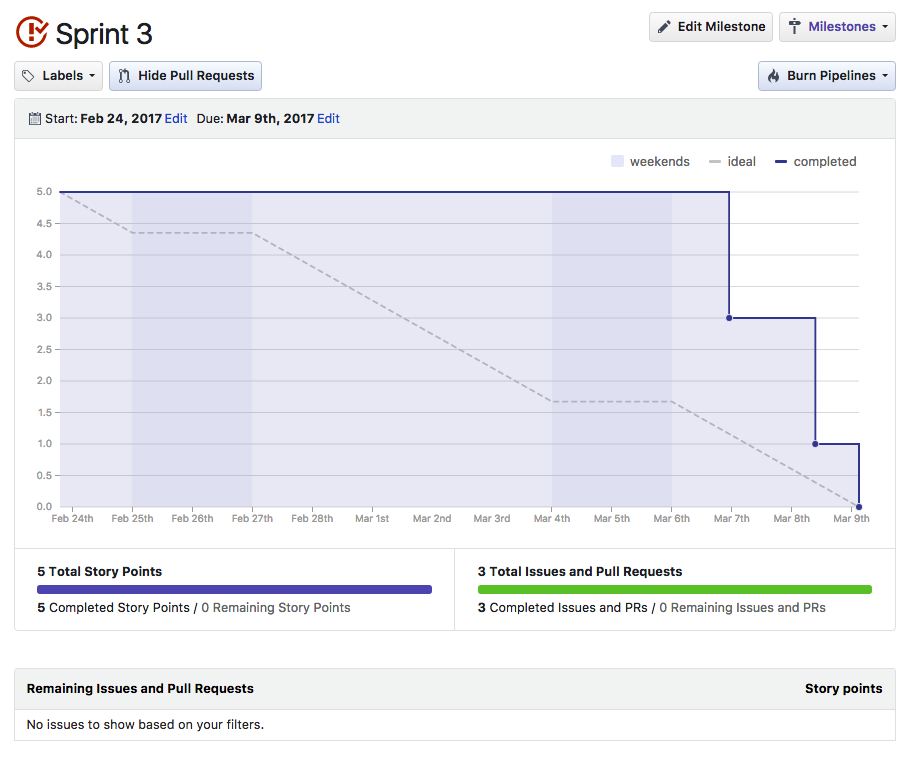 Sprint 3
Edit Milestone
Milestones
Labels
Hide Pull Requests
Burn Pipelines
Start: Feb 24, 2017 Edit Due: Mar 9th, 2017 Edit
weekends
ideal
completed
5.0
4.5
4.0
3.5
3.0
2.5
2.0
1.5
1.0
0.5
0.0
Feb 24th Feb 25th Feb 26th Feb 27th Feb 28th Mar 1st Mar 2nd Mar 3rd Mar 4th Mar 5th Mar 6th Mar 7th Mar 8th Mar 9th
5 Total Story Points
5 Completed Story Points / 0 Remaining Story Points
3 Total Issues and Pull Requests
3 Completed Issues and PRs / 0 Remaining Issues and PRs
Remaining Issues and Pull Requests Story points
No issues to show based on your filters.